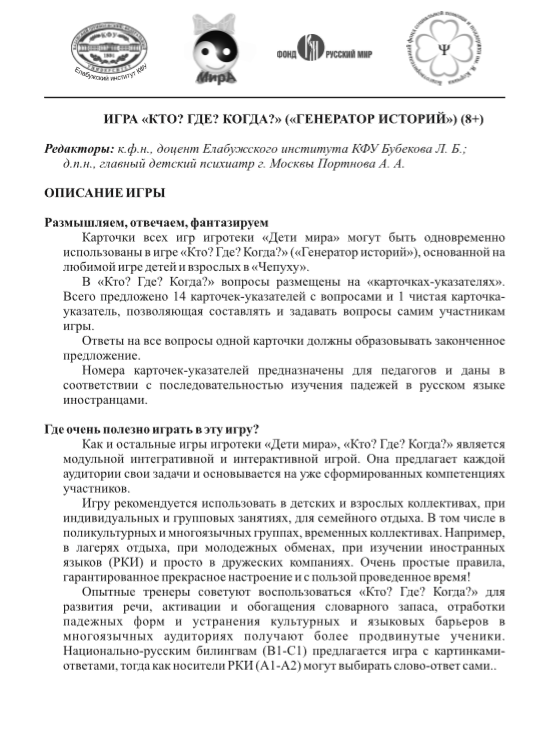 Елабужский институт КФУ
МирА
ФОНД РУССКИЙ МИР
ИГРА «КТО? ГДЕ? КОГДА?» («ГЕНЕРАТОР ИСТОРИЙ») (8+)
Редакторы: к.ф.н., доцент Елабужского института КФУ Бубекова Л. Б.;
д.п.н., главный детский психиатр г. Москвы Портнова А. А.
ОПИСАНИЕ ИГРЫ
Размышляем, отвечаем, фантазируем
Карточки всех игр игротеки «Дети мира» могут быть одновременно
использованы в игре «Кто? Где? Когда?» («Генератор историй»), основанной на
любимой игре детей и взрослых в «Чепуху».
В «Кто? Где? Когда?» вопросы размещены на «карточках-указателях».
Всего предложено 14 карточек-указателей с вопросами и 1 чистая карточка-
указатель, позволяющая составлять и задавать вопросы самим участникам
игры.
Ответы на все вопросы одной карточки должны образовывать законченное
предложение.
Номера карточек-указателей предназначены для педагогов и даны в
соответствии с последовательностью изучения падежей в русском языке
иностранцами.
Где очень полезно играть в эту игру?
Как и остальные игры игротеки «Дети мира», «Кто? Где? Когда?» является
модульной интегративной и интерактивной игрой. Она предлагает каждой
аудитории свои задачи и основывается на уже сформированных компетенциях
участников.
Игру рекомендуется использовать в детских и взрослых коллективах, при
индивидуальных и групповых занятиях, для семейного отдыха. В том числе в
поликультурных и многоязычных группах, временных коллективах. Например,
в лагерях отдыха, при молодежных обменах, при изучении иностранных
языков (РКИ) и просто в дружеских компаниях. Очень простые правила,
гарантированное прекрасное настроение и с пользой проведенное время!
Опытные тренеры советуют воспользоваться «Кто? Где? Когда?» для
развития речи, активации и обогащения словарного запаса, отработки
падежных форм и устранения культурных и языковых барьеров в
многоязычных аудиториях получают более продвинутые ученики.
Национально-русским билингвам (B1-C1) предлагается игра с картинками-
ответами, тогда как носители РКИ (А1-А2) могут выбирать слово-ответ сами..